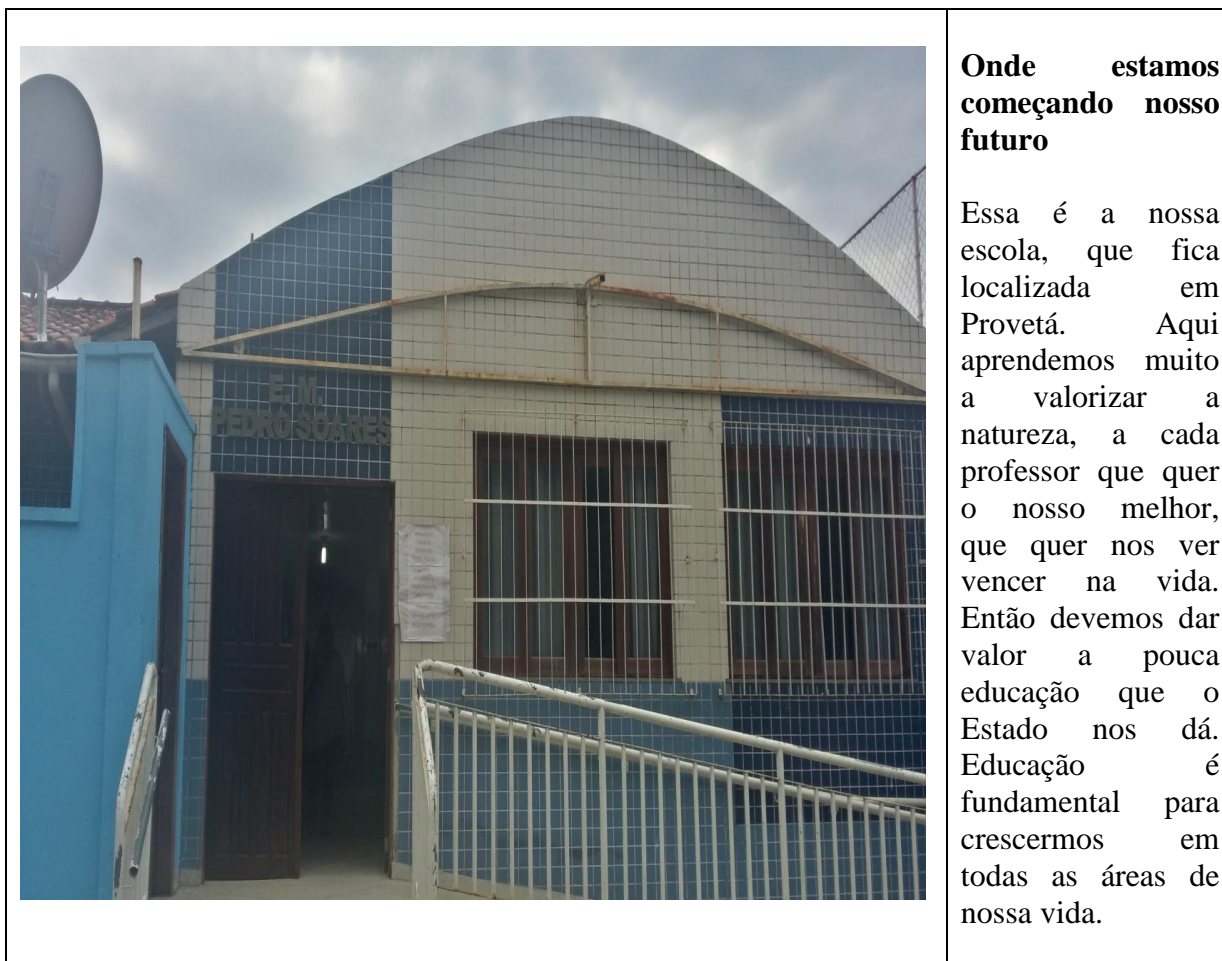 E. M.
PEDRO SOARES
Onde estamos
começando nosso
futuro
Essa é a nossa
escola, que fica
localizada em
Provetá. Aqui
aprendemos muito
a valorizar a
natureza, a cada
professor que quer
o nosso melhor,
que quer nos ver
vencer na vida.
Então devemos dar
valor a pouca
educação que o
Estado nos dá.
Educação é
fundamental para
crescermos em
todas as áreas de
nossa vida.